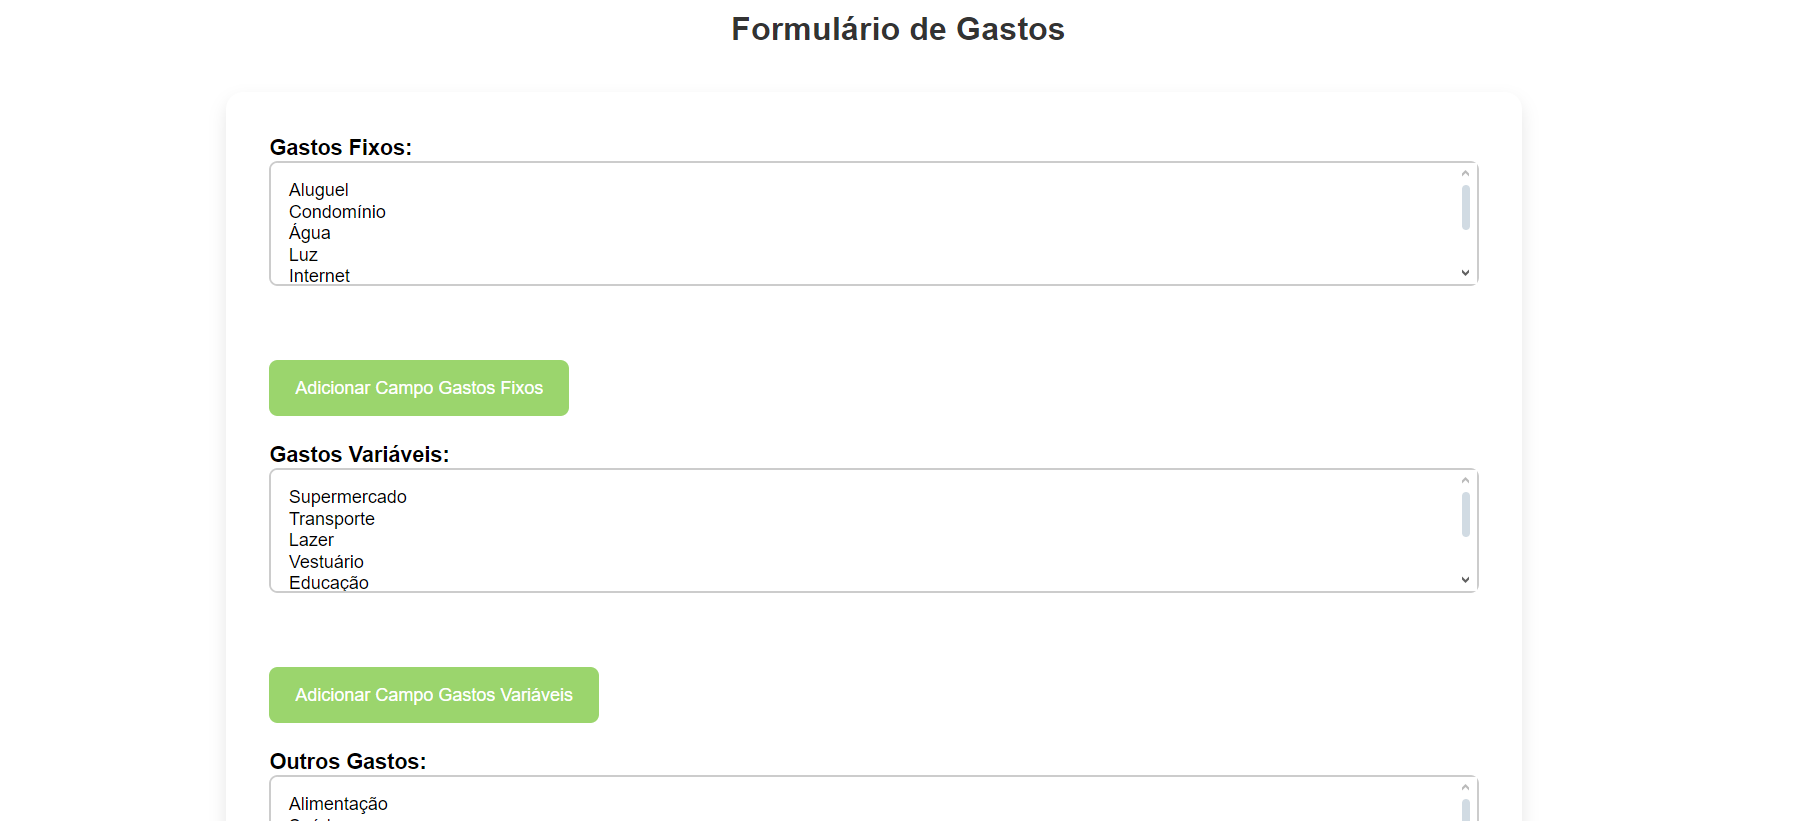 Formulário de Gastos
Gastos Fixos:
Aluguel
Condomínio
Água
Luz
Internet
Adicionar Campo Gastos Fixos
Gastos Variáveis:
Supermercado
Transporte
Lazer
Vestuário
Educação
Adicionar Campo Gastos Variáveis
Outros Gastos:
Alimentação